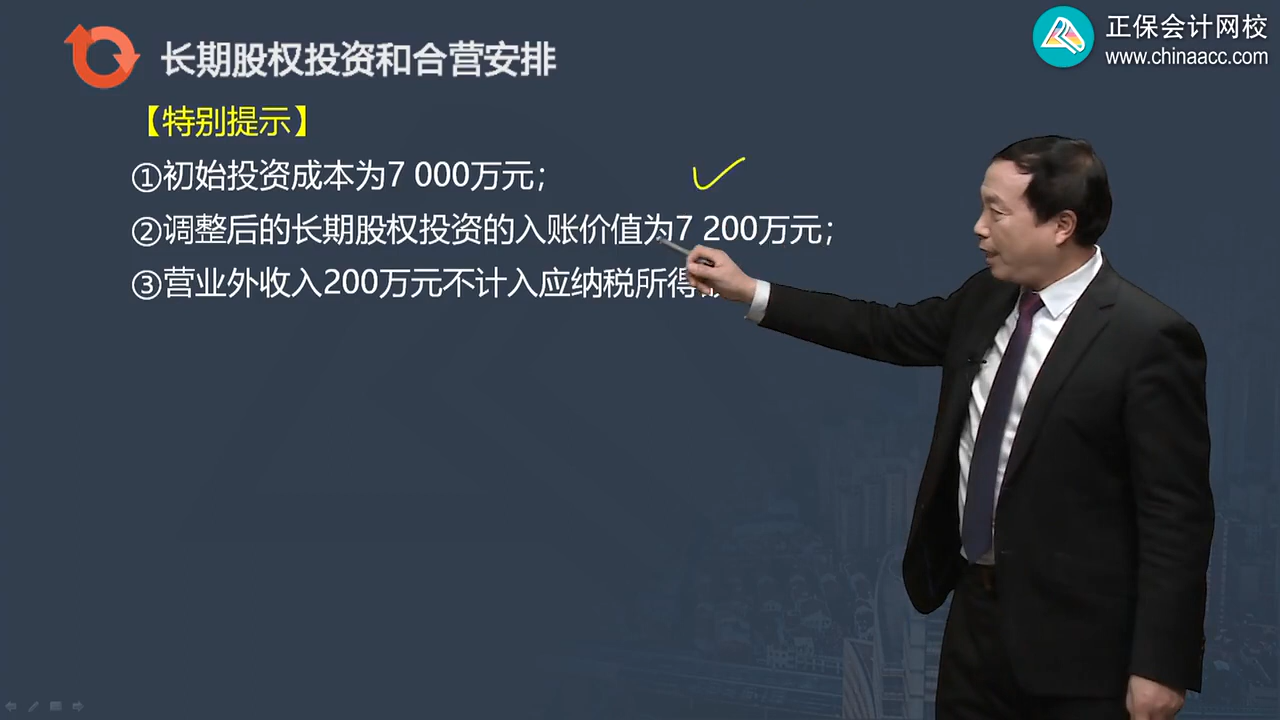 正保会计网校
www.chinaacc.com
长期股权投资和合营安排
【特别提示】
①初始投资成本为7 000万元；
②调整后的长期股权投资的入账价值为7 200万元；
③营业外收入200万元不计入应纳税所得